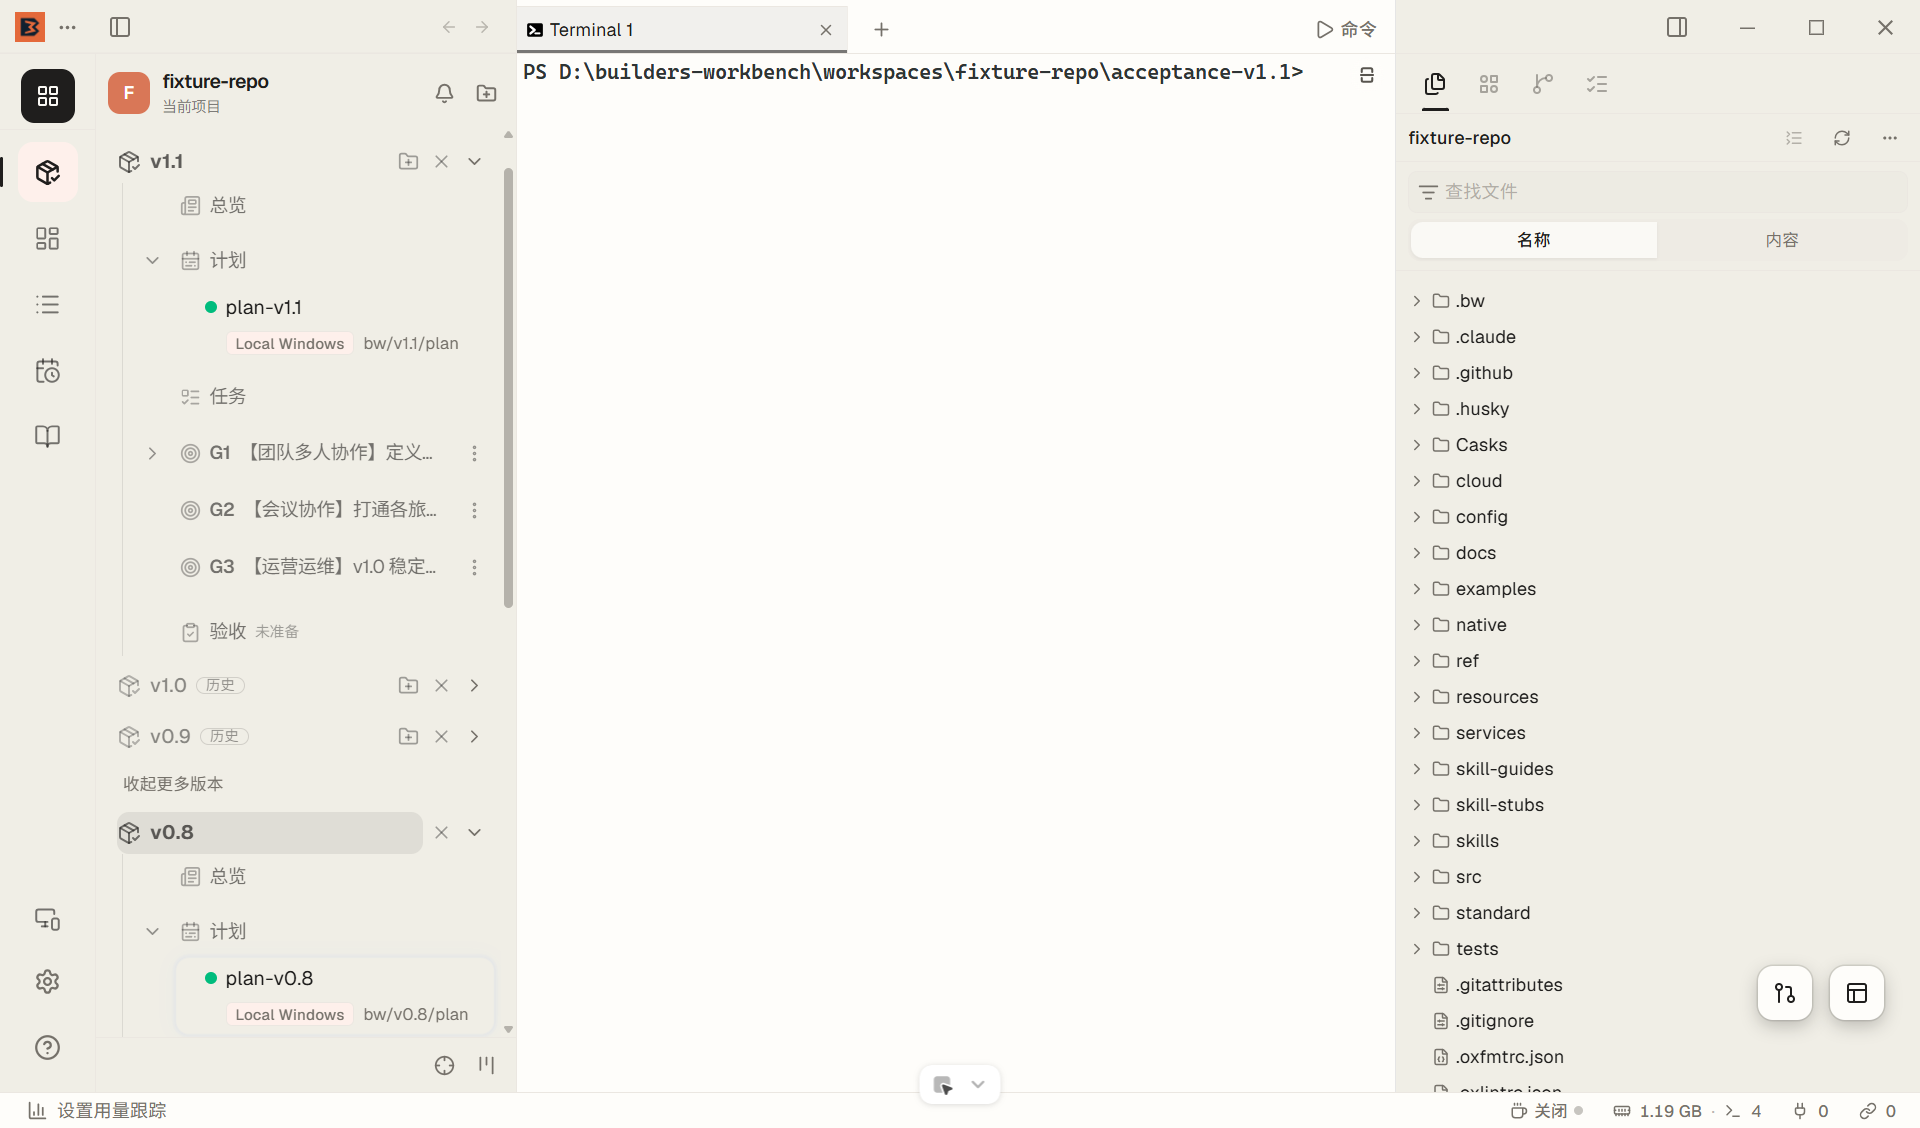 Terminal 1
命令
fixture-repo
当前项目
F
PS D:\builders-workbench\workspaces\fixture-repo\acceptance-v1.1>
v1.1
总览
计划
plan-v1.1
Local Windows bw/v1.1/plan
任务
G1 【团队多人协作】定义...
G2 【会议协作】打通各旅...
G3 【运营运维】v1.0 稳定...
验收 未准备
v1.0 历史
v0.9 历史
收起更多版本
v0.8
总览
计划
plan-v0.8
Local Windows bw/v0.8/plan
设置用量跟踪
fixture-repo
查找文件
名称 内容
.bw
.claude
.github
.husky
Casks
cloud
config
docs
examples
native
ref
resources
services
skill-guides
skill-stubs
skills
src
standard
tests
.gitattributes
.gitignore
.oxfmtrc.json
.oxlintrc.json
关闭 1.19 GB · 4 0 0